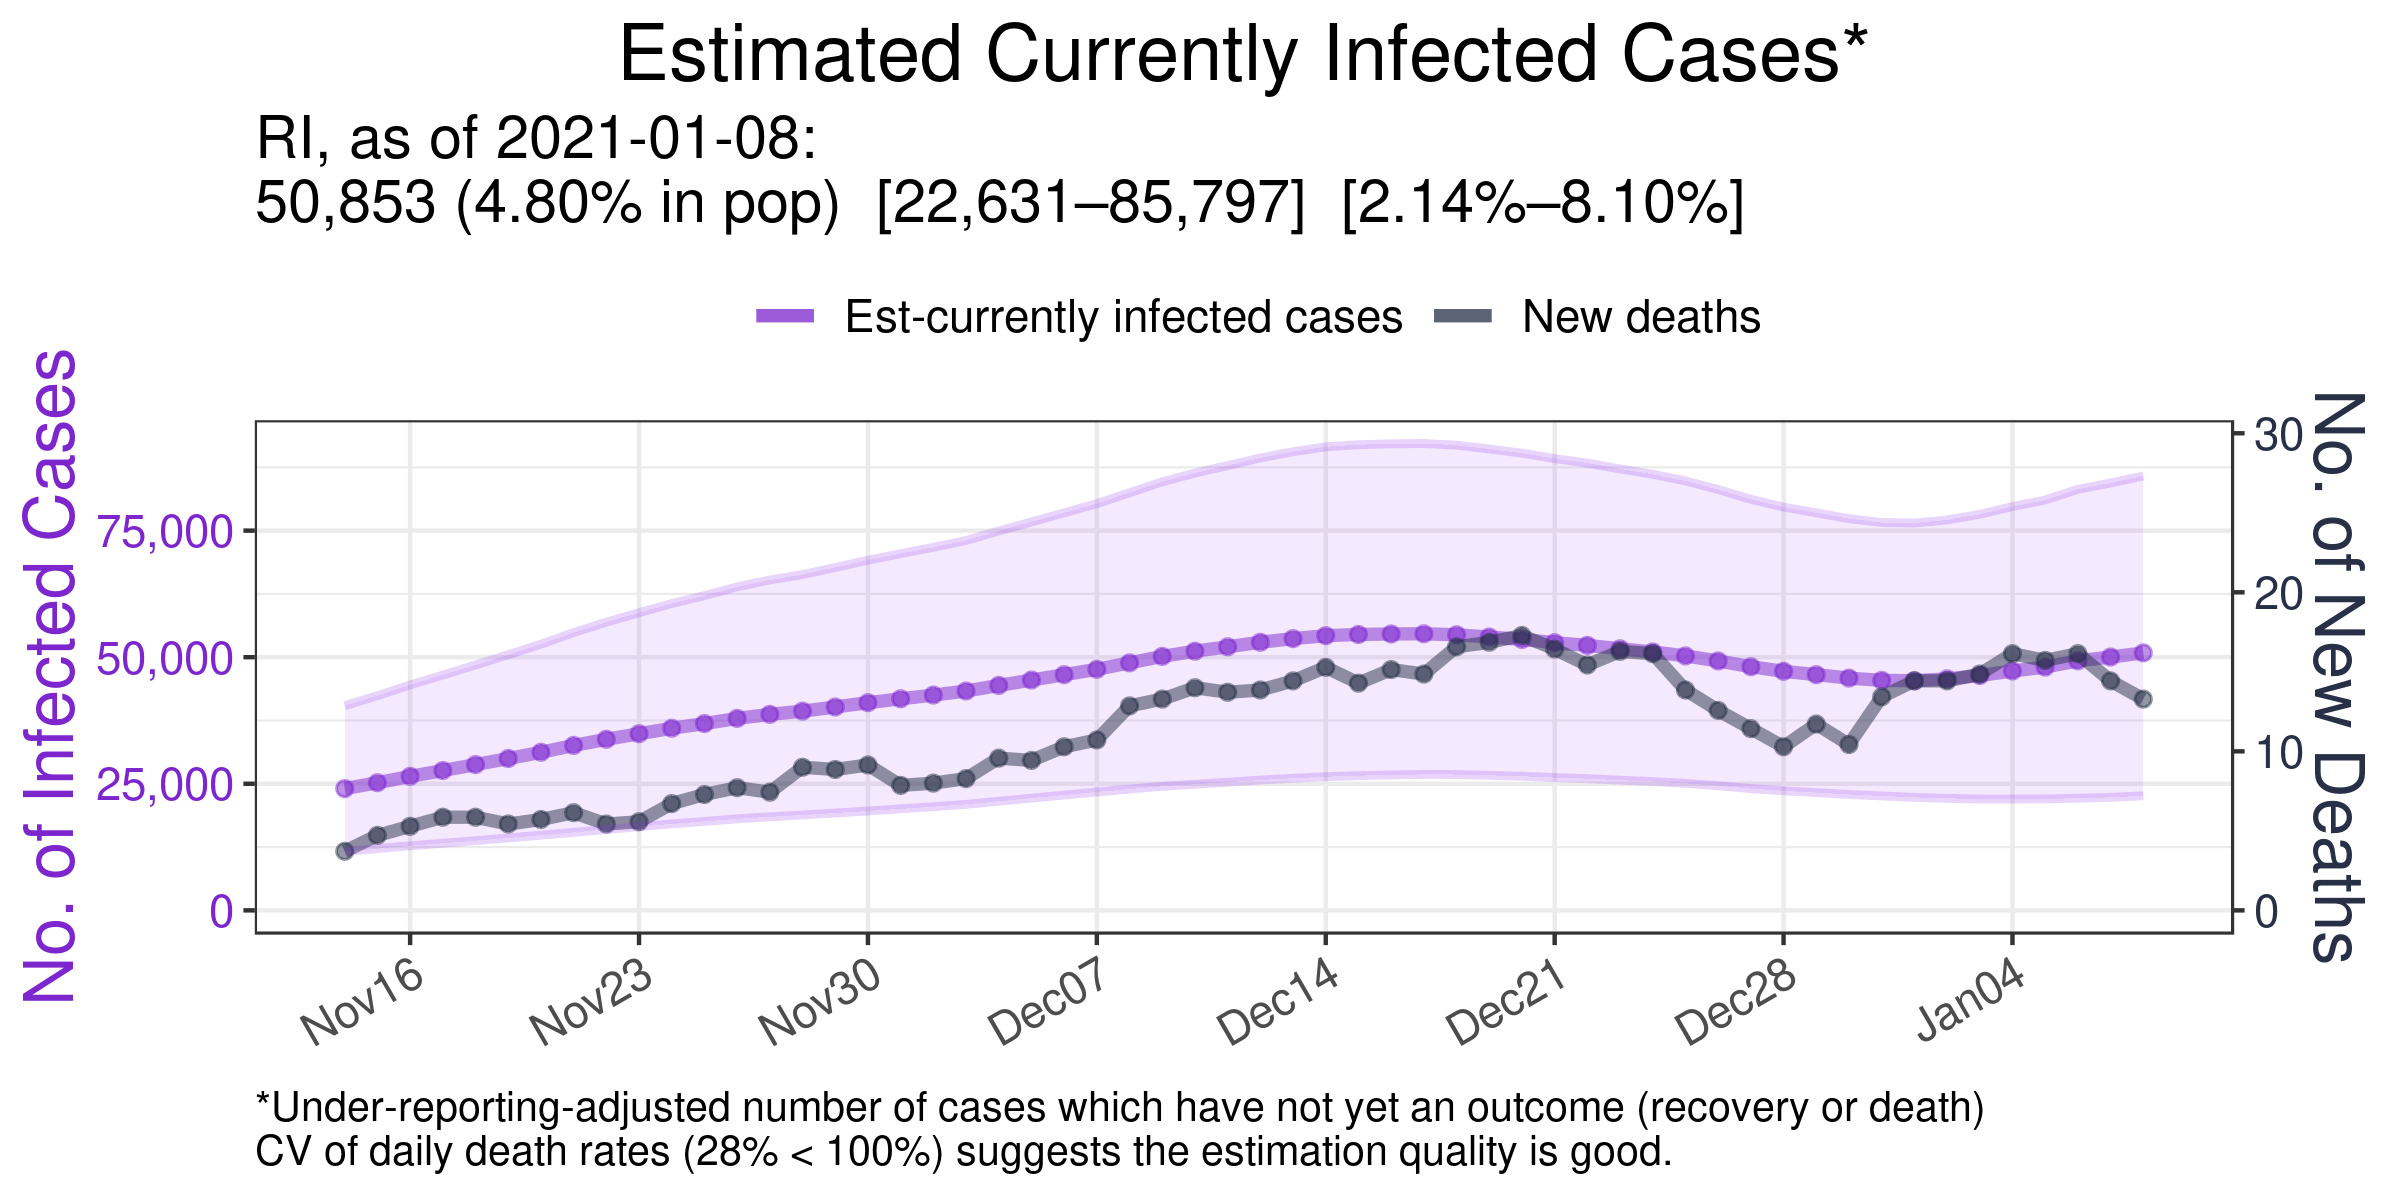 Estimated Currently Infected Cases*
RI, as of 2021-01-08:
50,853 (4.80% in pop)  [22,631–85,797]  [2.14%–8.10%]
Est-currently infected cases
New deaths
No. of Infected Cases
75,000
50,000
25,000
0
30
20
10
0
No. of New Deaths
Nov16
Nov23
Nov30
Dec07
Dec14
Dec21
Dec28
Jan04
*Under-reporting-adjusted number of cases which have not yet an outcome (recovery or death)
CV of daily death rates (28% < 100%) suggests the estimation quality is good.